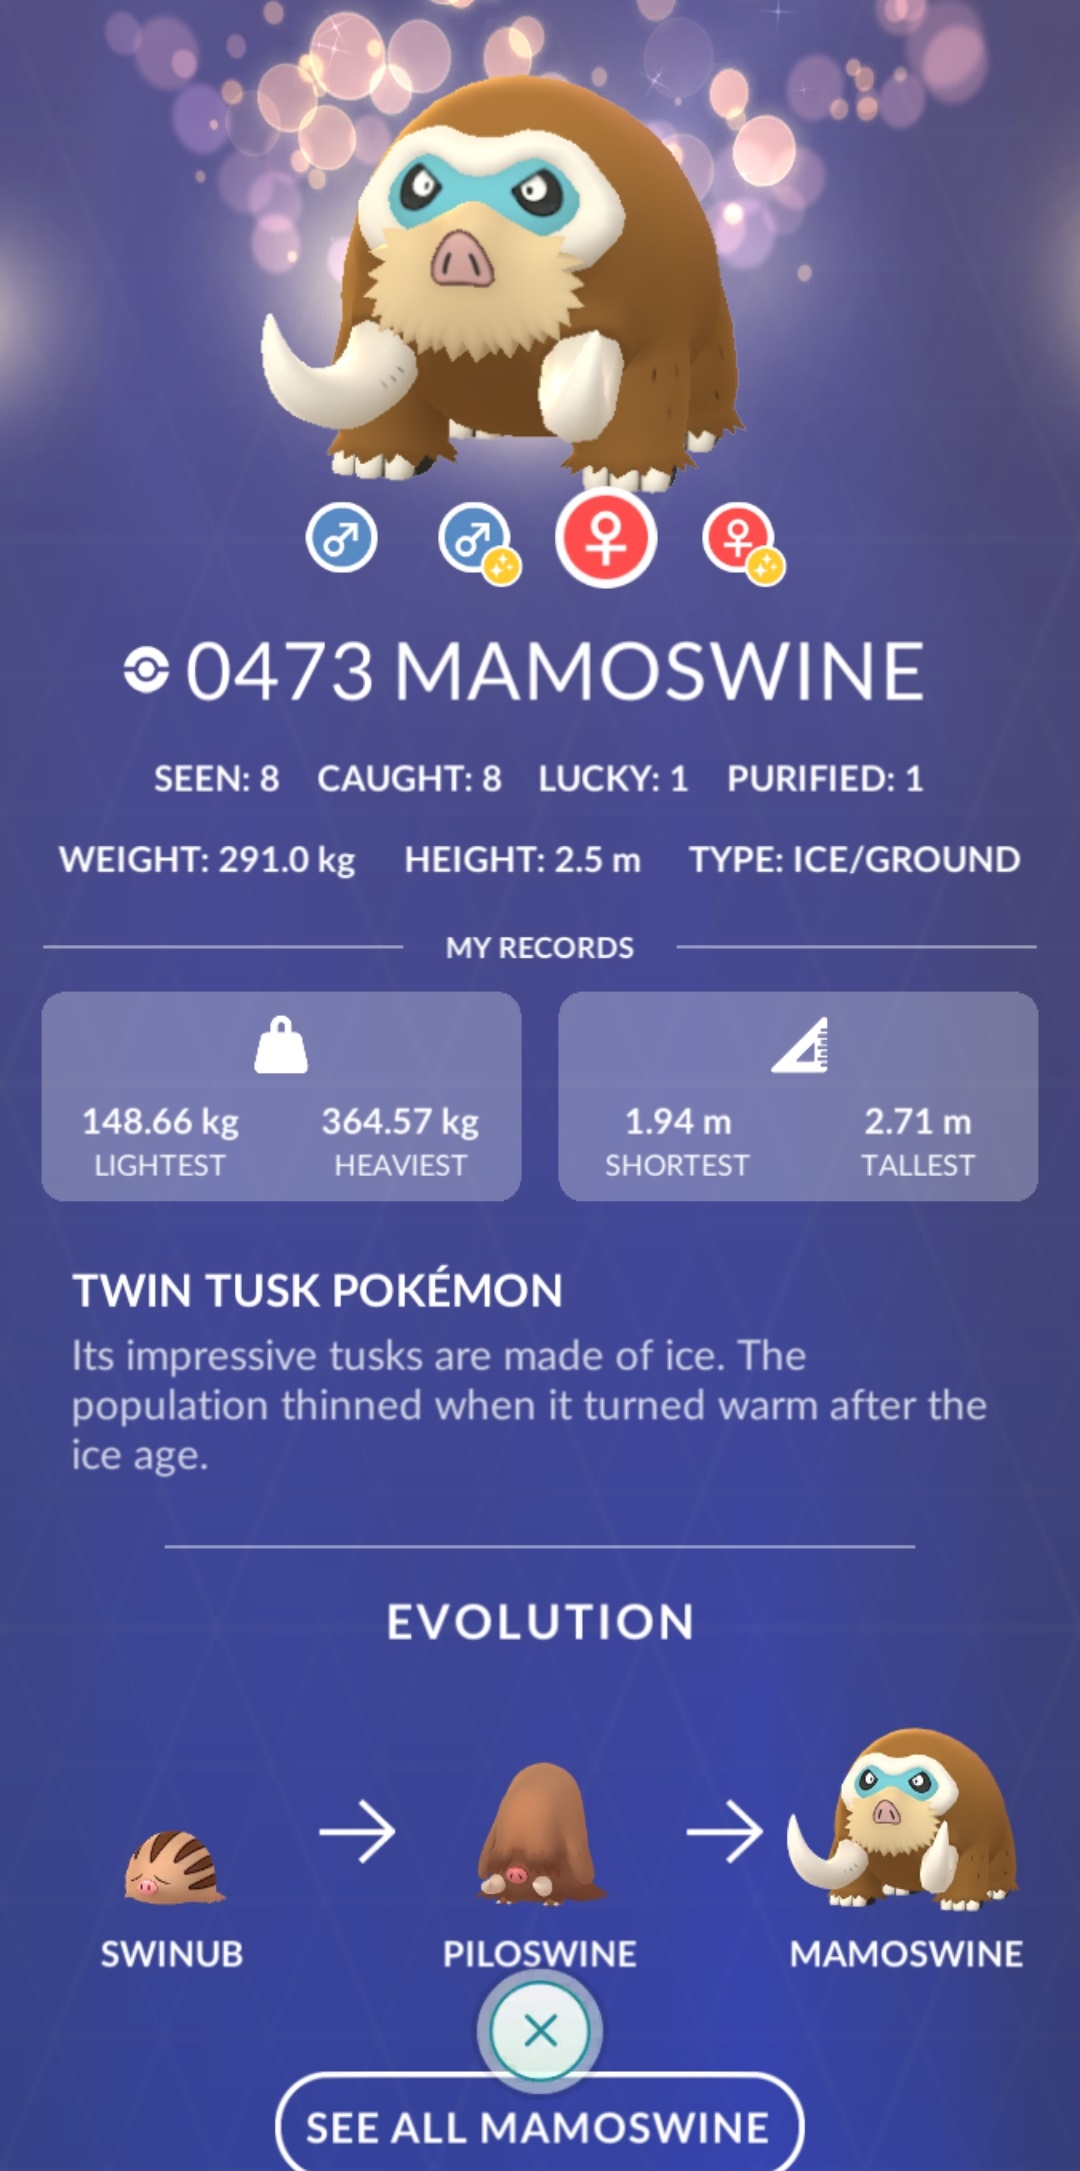 0473 MAMOSWINE
SEEN: 8 CAUGHT: 8 LUCKY: 1 PURIFIED: 1
WEIGHT: 291.0 kg HEIGHT: 2.5 m TYPE: ICE/GROUND
MY RECORDS
148.66 kg 364.57 kg 1.94 m 2.71 m
LIGHTEST HEAVIEST SHORTEST TALLEST
TWIN TUSK POKÉMON
Its impressive tusks are made of ice. The
population thinned when it turned warm after the
ice age.
EVOLUTION
SWINUB PILOSWINE MAMOSWINE
SEE ALL MAMOSWINE